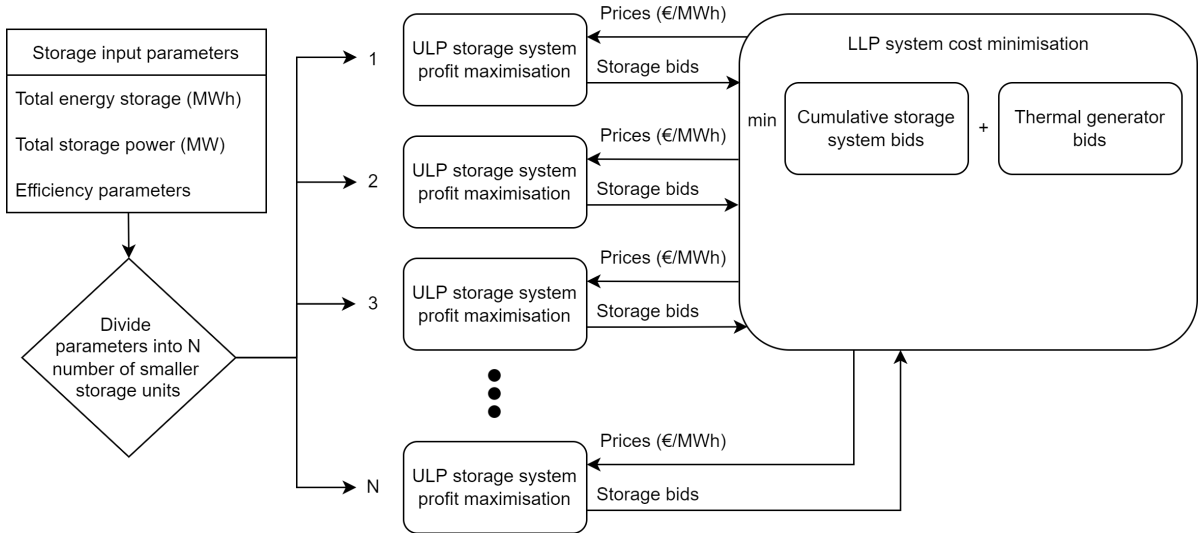 Storage input parameters
Total energy storage (MWh)
Total storage power (MW)
Efficiency parameters
Divide
parameters into N
number of smaller
storage units
1
ULP storage system
profit maximisation
Prices (€/MWh)
Storage bids
2
ULP storage system
profit maximisation
Prices (€/MWh)
Storage bids
3
ULP storage system
profit maximisation
Prices (€/MWh)
Storage bids
N
ULP storage system
profit maximisation
Prices (€/MWh)
Storage bids
LLP system cost minimisation
min
Cumulative storage
system bids
+
Thermal generator
bids